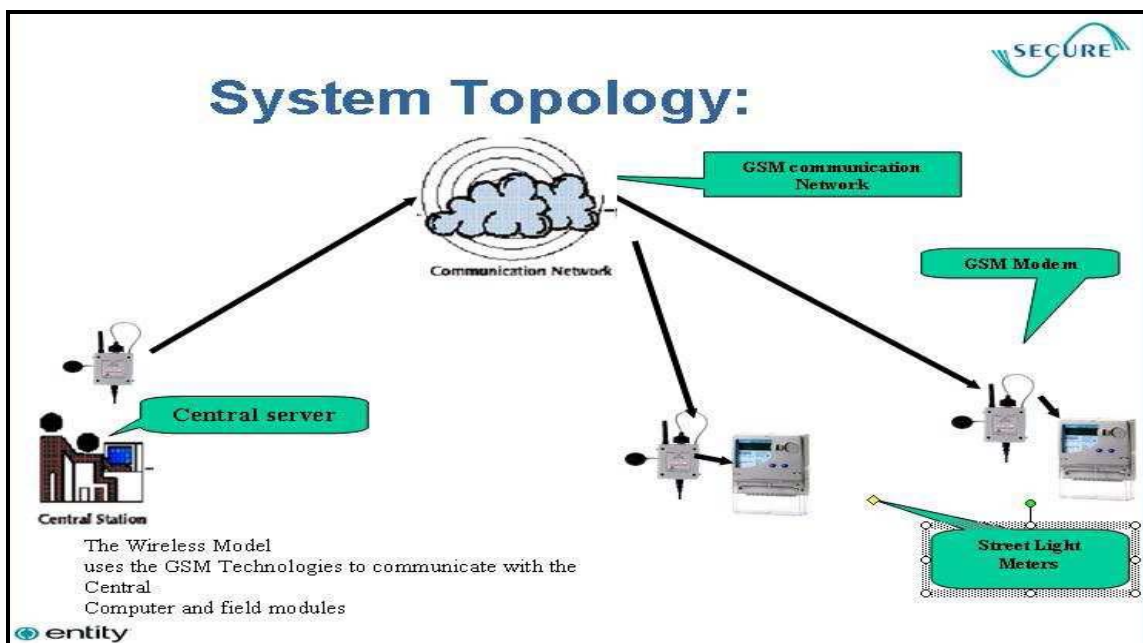 SECURE
System Topology:
GSM communication
Network
Communication Network
GSM Modem
Central server
Central Station
Street Light
Meters
The Wireless Model
uses the GSM Technologies to communicate with the
Central
Computer and field modules
entity